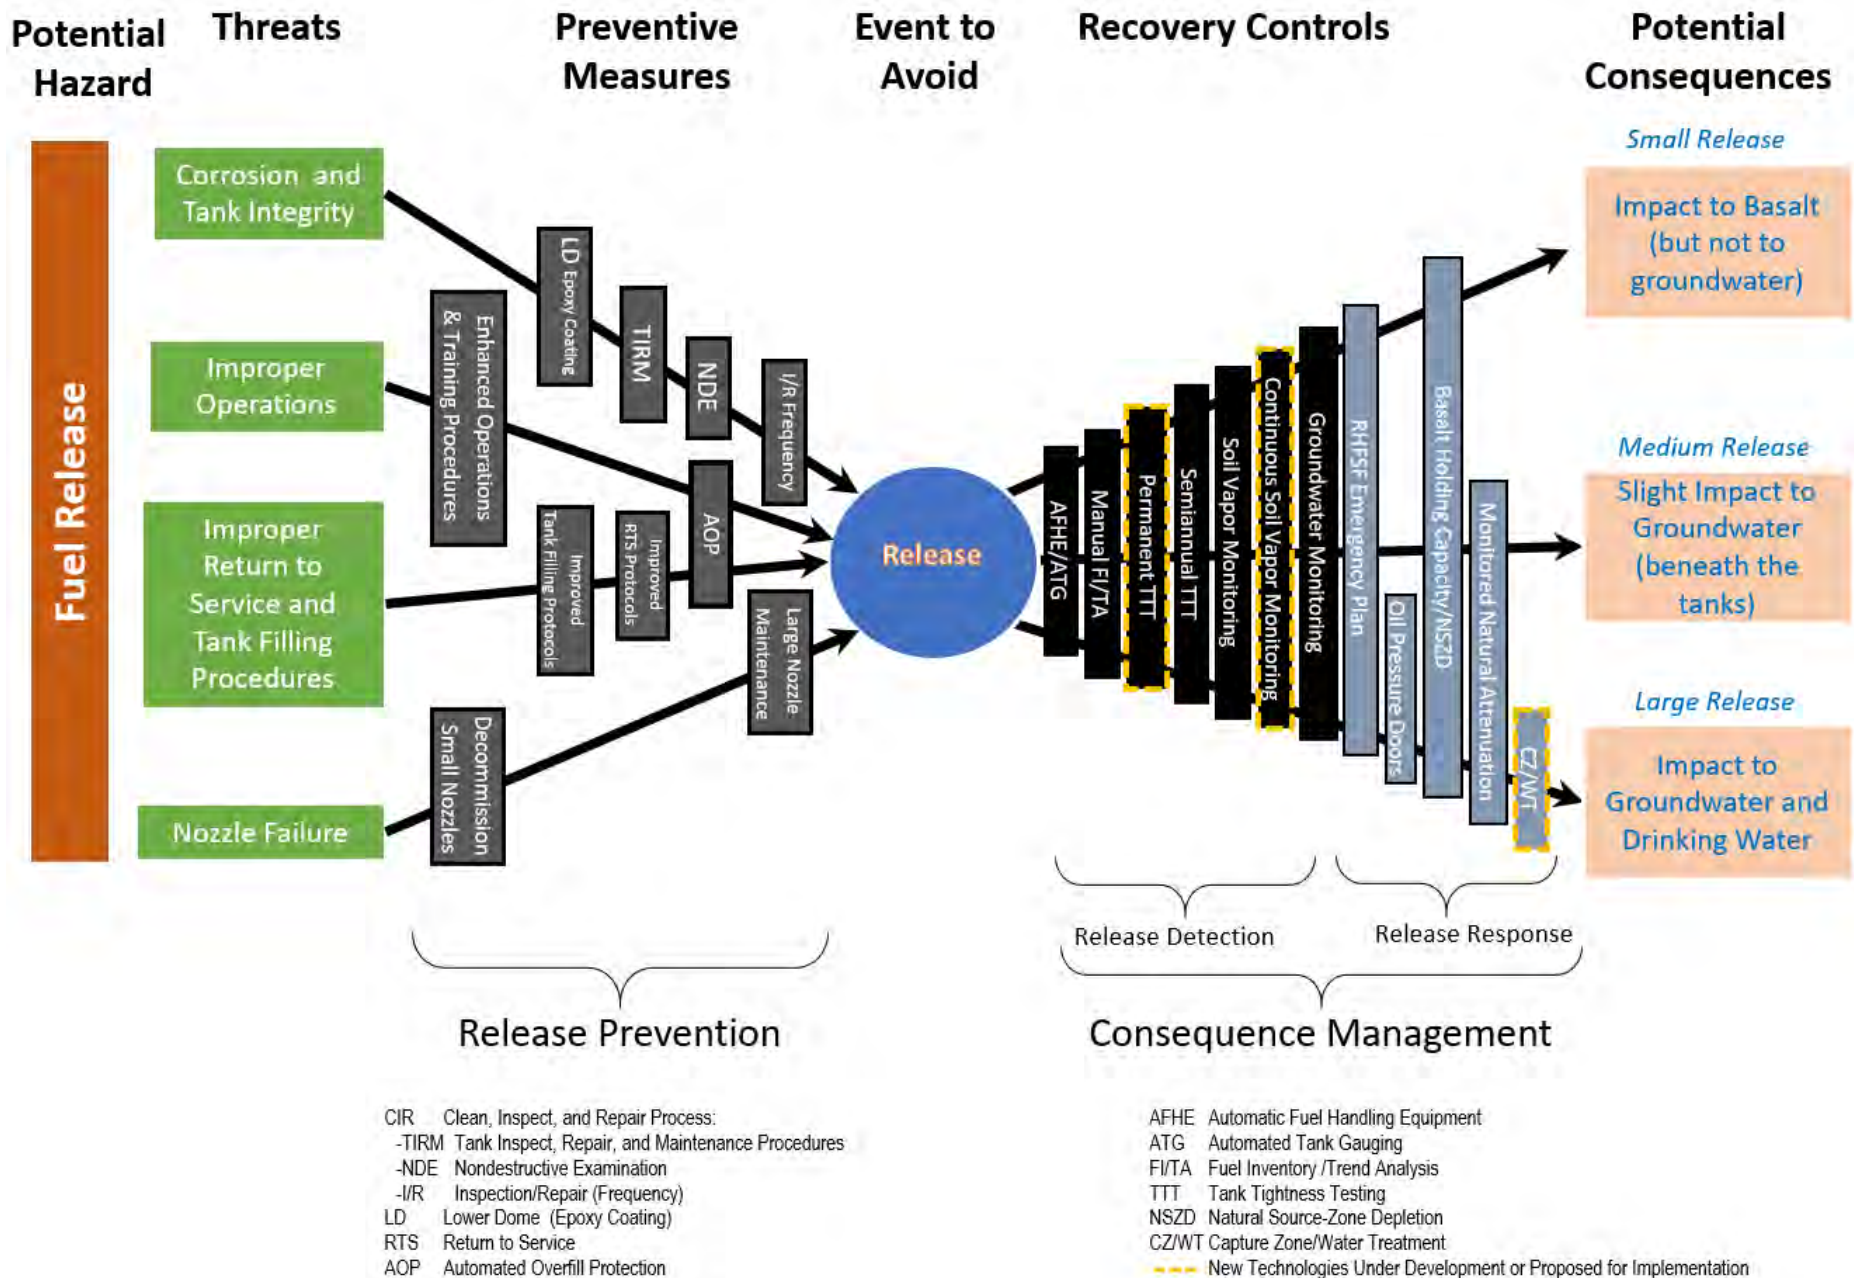 Potential
Hazard
Threats
Preventive
Measures
Event to
Avoid
Recovery Controls
Potential
Consequences
Fuel Release
Corrosion and
Tank Integrity
Improper
Operations
Improper
Return to
Service and
Tank Filling
Procedures
Nozzle Failure
Enhanced Operations
& Training Procedures
LD Epoxy Coating
TIRM
NDE
I/R Frequency
Improved
Tank Filling Protocols
Improved
RTS Protocols
AOP
Large Nozzle
Maintenance
Decommission
Small Nozzles
Release
AFHE/ATG
Manual FI/TA
Permanent TTT
Semiannual TTT
Soil Vapor Monitoring
Continuous Soil Vapor Monitoring
Groundwater Monitoring
RHFSF Emergency Plan
Oil Pressure Doors
Basalt Holding Capacity/NSZD
Monitored Natural Attenuation
CZ/WT
Small Release
Impact to Basalt
(but not to
groundwater)
Medium Release
Slight Impact to
Groundwater
(beneath the
tanks)
Large Release
Impact to
Groundwater and
Drinking Water
Release Detection
Release Response
Release Prevention
Consequence Management
CIR Clean, Inspect, and Repair Process:
-TIRM Tank Inspect, Repair, and Maintenance Procedures
-NDE Nondestructive Examination
-I/R Inspection/Repair (Frequency)
LD Lower Dome (Epoxy Coating)
RTS Return to Service
AOP Automated Overfill Protection
AFHE Automatic Fuel Handling Equipment
ATG Automated Tank Gauging
FI/TA Fuel Inventory /Trend Analysis
TTT Tank Tightness Testing
NSZD Natural Source-Zone Depletion
CZ/WT Capture Zone/Water Treatment
New Technologies Under Development or Proposed for Implementation